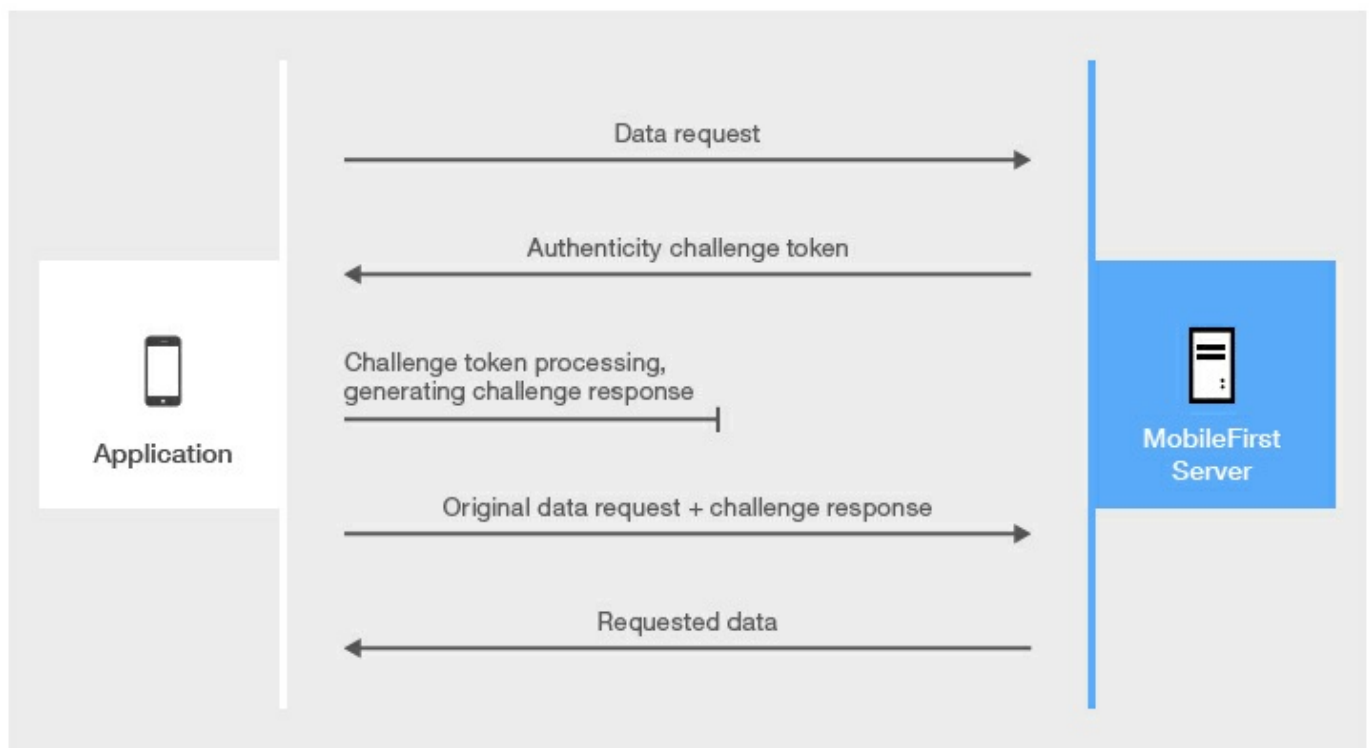 Data request
Authenticity challenge token
Challenge token processing,
generating challenge response
Application
MobileFirst
Server
Original data request + challenge response
Requested data